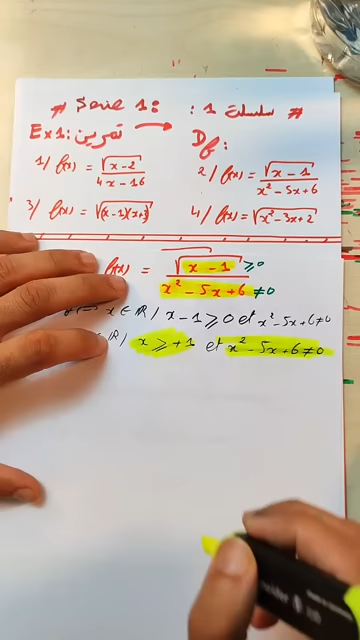 # Serie 1: : سلسلة 1 #
Ex1: تمرين → Df:
1/ f(x) = √(x-2) / (4x-16)
2/ f(x) = √(x-1) / (x²-5x+6)
3/ f(x) = √((x-1)(x+3))
4/ f(x) = √(x²-3x+2)
f(x) = √(x-1) ≥0 / (x²-5x+6) ≠0
x ∈ ℝ / x-1 ≥ 0 et x²-5x+6≠0
ℝ / x ≥ +1 et x²-5x+6≠0